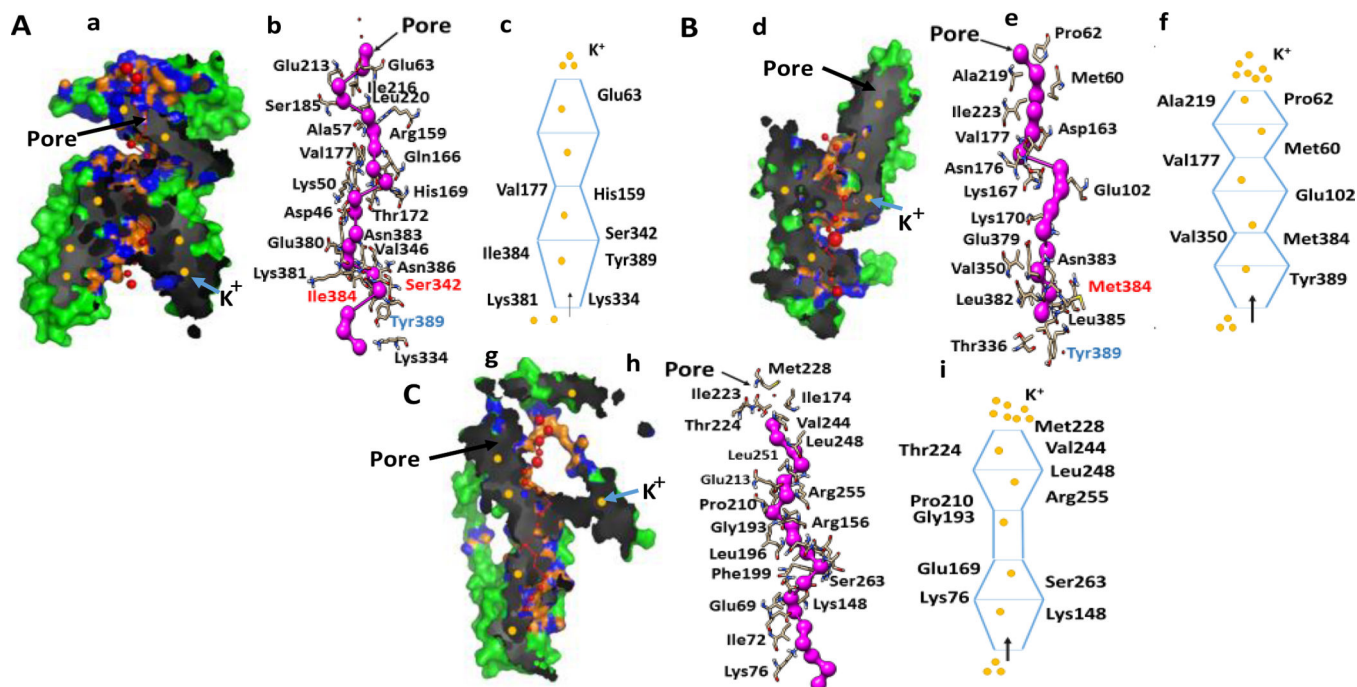 A
a
Pore
K+
b
Pore
Glu213
Glu63
Ile216
Leu220
Ser185
Ala57
Arg159
Val177
Gln166
Lys50
His169
Asp46
Thr172
Asn383
Glu380
Val346
Lys381
Asn386
Ile384
Ser342
Tyr389
Lys334
c
K+
Glu63
Val177
His159
Ser342
Ile384
Tyr389
Lys381
Lys334
B
d
Pore
K+
e
Pore
Pro62
Ala219
Met60
Ile223
Asp163
Val177
Asn176
Lys167
Glu102
Lys170
Glu379
Asn383
Val350
Met384
Leu382
Leu385
Thr336
Tyr389
f
K+
Ala219
Pro62
Met60
Val177
Glu102
Val350
Met384
Tyr389
C
g
Pore
K+
h
Met228
Pore
Ile223
Ile174
Thr224
Val244
Leu248
Leu251
Glu213
Pro210
Arg255
Gly193
Arg156
Leu196
Phe199
Ser263
Glu69
Lys148
Ile72
Lys76
i
K+
Met228
Thr224
Val244
Leu248
Pro210
Arg255
Gly193
Glu169
Ser263
Lys76
Lys148